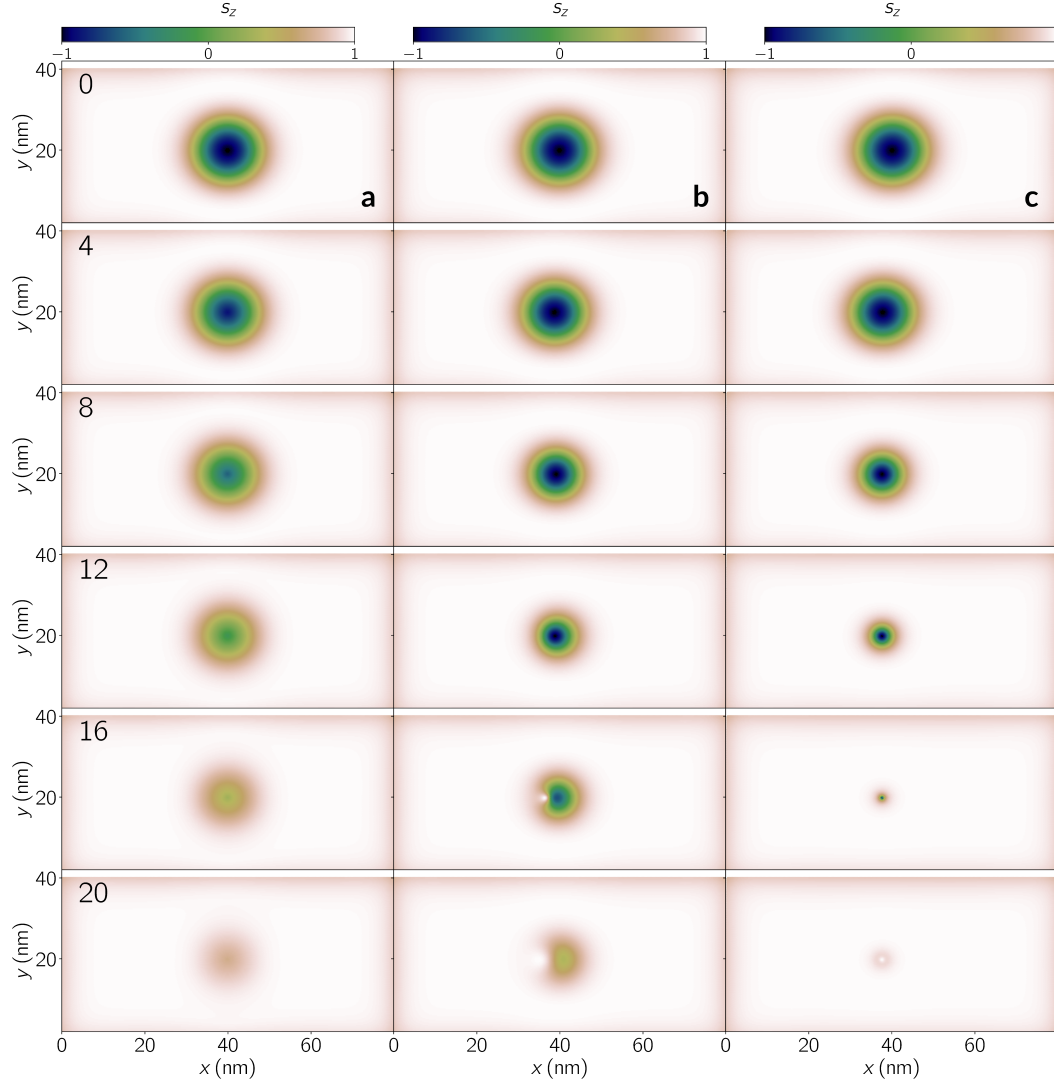 s_z s_z s_z
−1 0 1 −1 0 1 −1 0
40 0
y (nm) 20 a b c
40 4
y (nm) 20
40 8
y (nm) 20
40 12
y (nm) 20
40 16
y (nm) 20
40 20
y (nm) 20
0 20 40 60 0 20 40 60 0 20 40 60
x (nm) x (nm) x (nm)